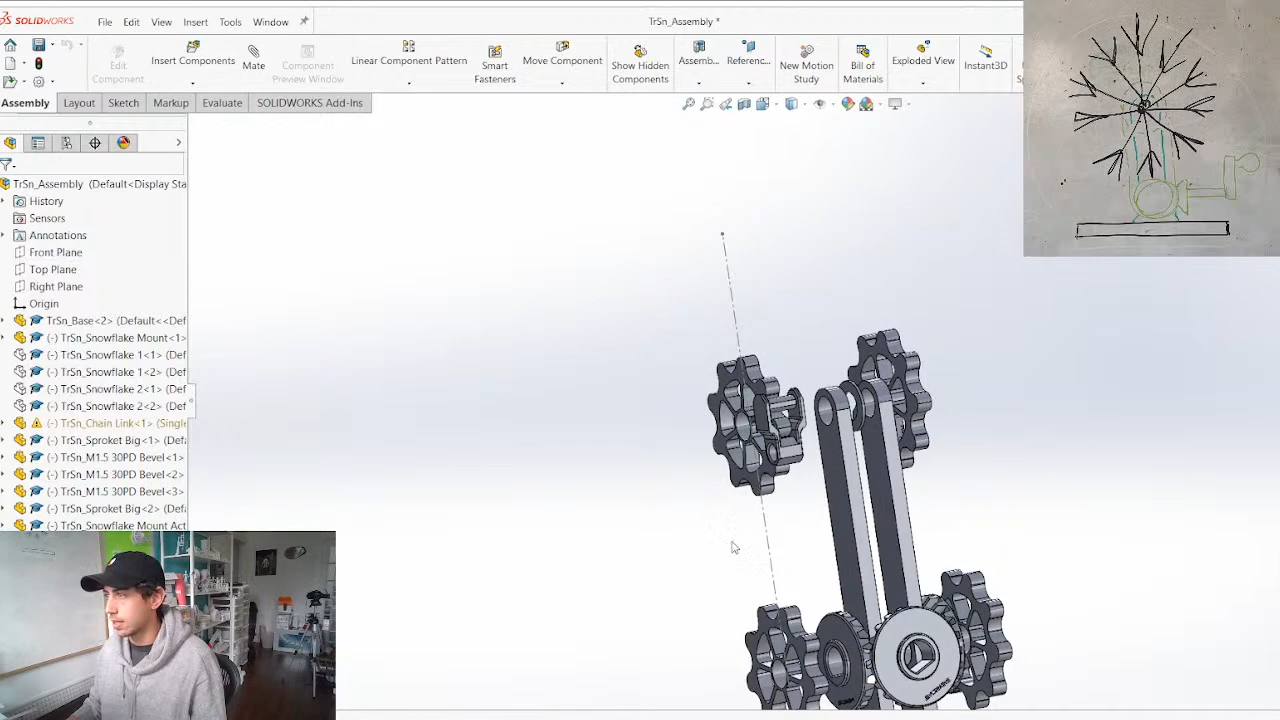 SOLIDWORKS File Edit View Insert Tools Window TrSn_Assembly *
Edit Component Insert Components Mate Component Preview Window Linear Component Pattern Smart Fasteners Move Component Show Hidden Components Assemb... Referenc... New Motion Study Bill of Materials Exploded View Instant3D
Assembly Layout Sketch Markup Evaluate SOLIDWORKS Add-Ins
TrSn_Assembly (Default<Display Sta
History
Sensors
Annotations
Front Plane
Top Plane
Right Plane
Origin
TrSn_Base<2> (Default<<Def
(-) TrSn_Snowflake Mount<1>
(-) TrSn_Snowflake 1<1> (Def
(-) TrSn_Snowflake 1<2> (Def
(-) TrSn_Snowflake 2<1> (Def
(-) TrSn_Snowflake 2<2> (Def
(-) TrSn_Chain Link<1> (Singl
(-) TrSn_Sproket Big<1> (Defa
(-) TrSn_M1.5 30PD Bevel<1>
(-) TrSn_M1.5 30PD Bevel<2>
(-) TrSn_M1.5 30PD Bevel<3>
(-) TrSn_Sproket Big<2> (Defa
(-) TrSn_Snowflake Mount Act